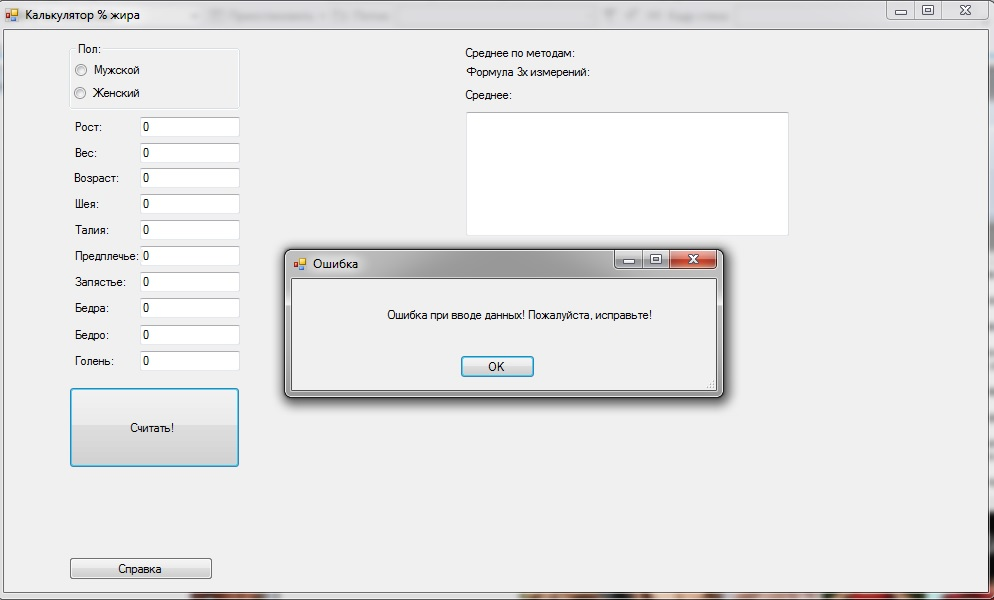 Калькулятор % жира
Пол:
Мужской
Женский
Рост: 0
Вес: 0
Возраст: 0
Шея: 0
Талия: 0
Предплечье: 0
Запястье: 0
Бедра: 0
Бедро: 0
Голень: 0
Считать!
Справка
Среднее по методам:
Формула 3х измерений:
Среднее:
Ошибка
Ошибка при вводе данных! Пожалуйста, исправьте!
OK